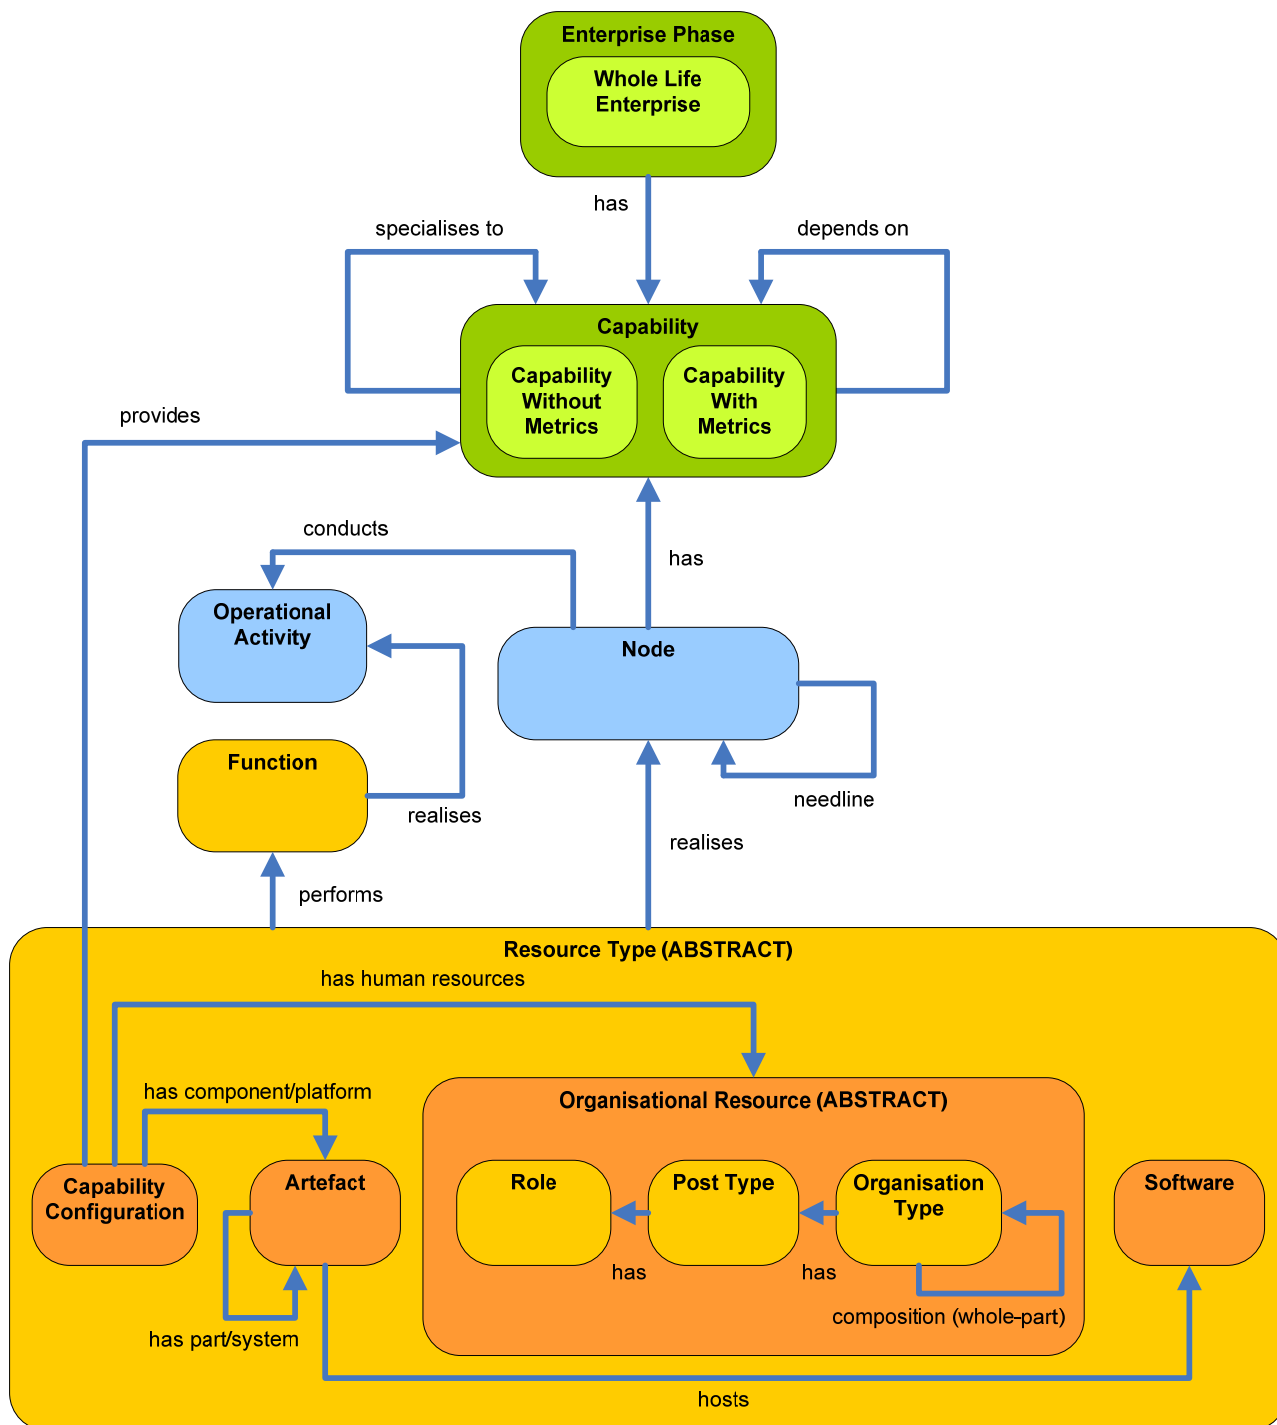 Enterprise Phase
Whole Life
Enterprise
has
specialises to
depends on
Capability
Capability
Without
Metrics
Capability
With
Metrics
provides
conducts
has
Operational
Activity
Node
Function
needline
realises
realises
performs
Resource Type (ABSTRACT)
has human resources
has component/platform
Organisational Resource (ABSTRACT)
Capability
Configuration
Artefact
Role
Post Type
Organisation
Type
Software
has
has
composition (whole-part)
has part/system
hosts